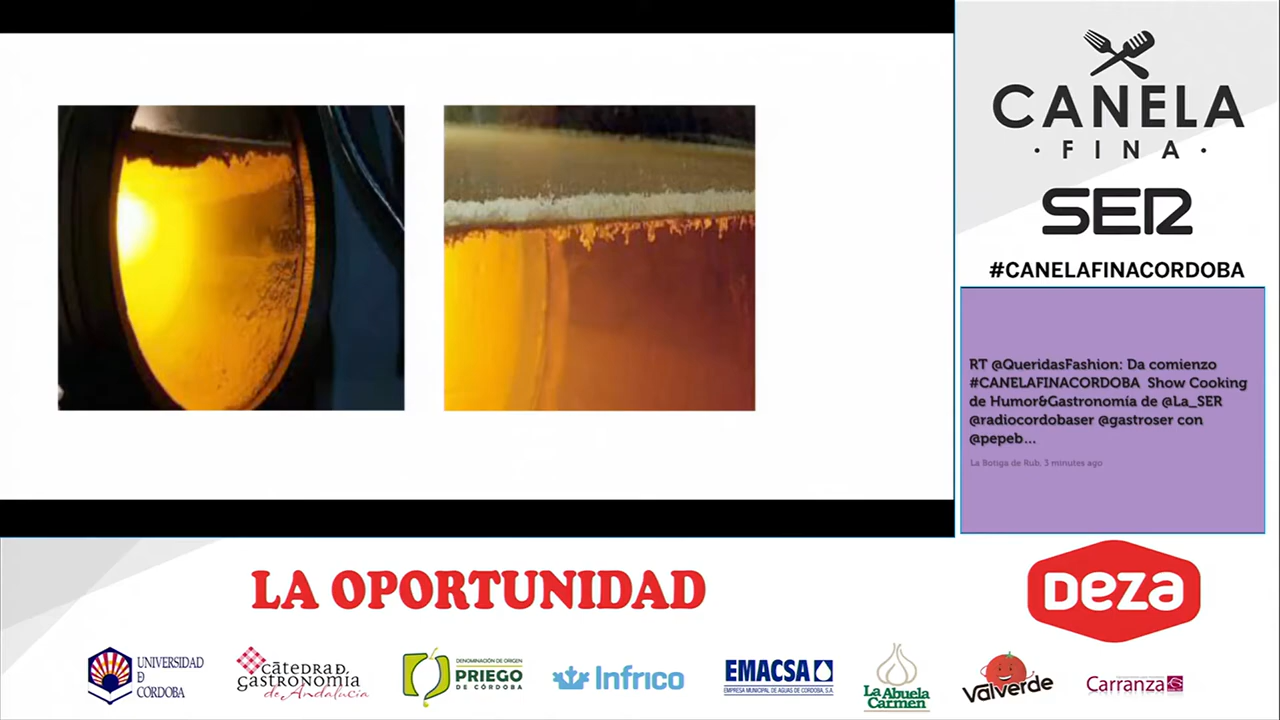 CANELA
· FINA ·
SER
#CANELAFINACORDOBA
RT @QueridasFashion: Da comienzo
#CANELAFINACORDOBA Show Cooking
de Humor&Gastronomía de @La_SER
@radiocordobaser @gastroser con
@pepeb...
La Botiga de Rub, 3 minutes ago
LA OPORTUNIDAD
DEZA
UNIVERSIDAD
D
CORDOBA
CÁTEDRA D
GASTRONOMÍA
de Andalucía
DENOMINACIÓN DE ORIGEN
PRIEGO
DE CÓRDOBA
Infrico
EMACSA
EMPRESA MUNICIPAL DE AGUAS DE CORDOBA, S.A.
La Abuela
Carmen
Valverde
Carranza